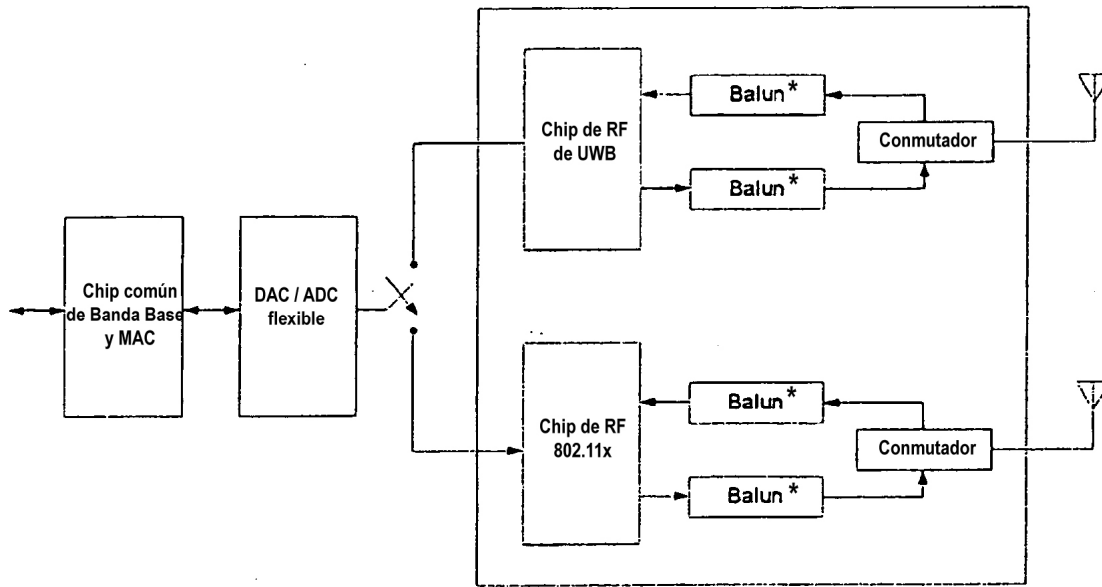 Chip común
de Banda Base
y MAC
DAC / ADC
flexible
Chip de RF
de UWB
Balun *
Balun *
Conmutador
Chip de RF
802.11x
Balun *
Balun *
Conmutador